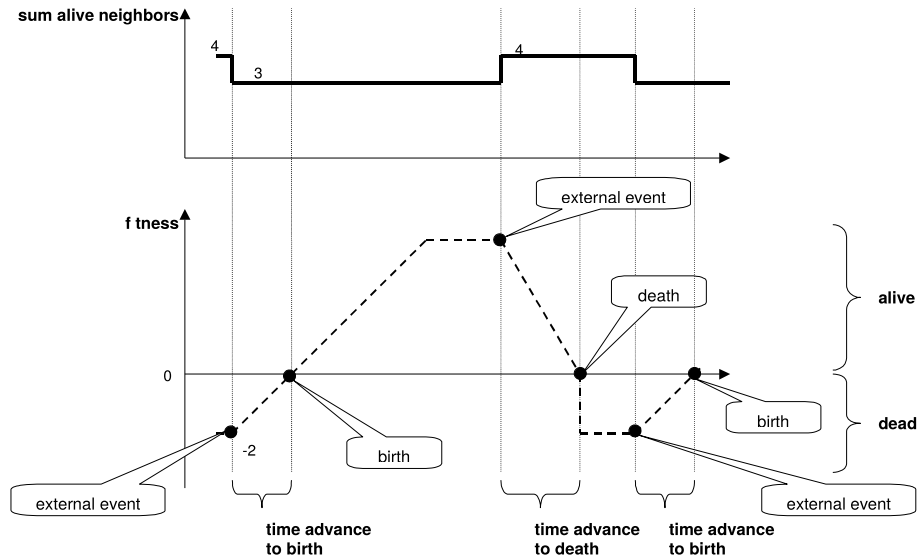 sum alive neighbors
4
3
4
external event
f tness
death
alive
0
birth
dead
-2
birth
external event
external event
time advance
to birth
time advance
to death
time advance
to birth